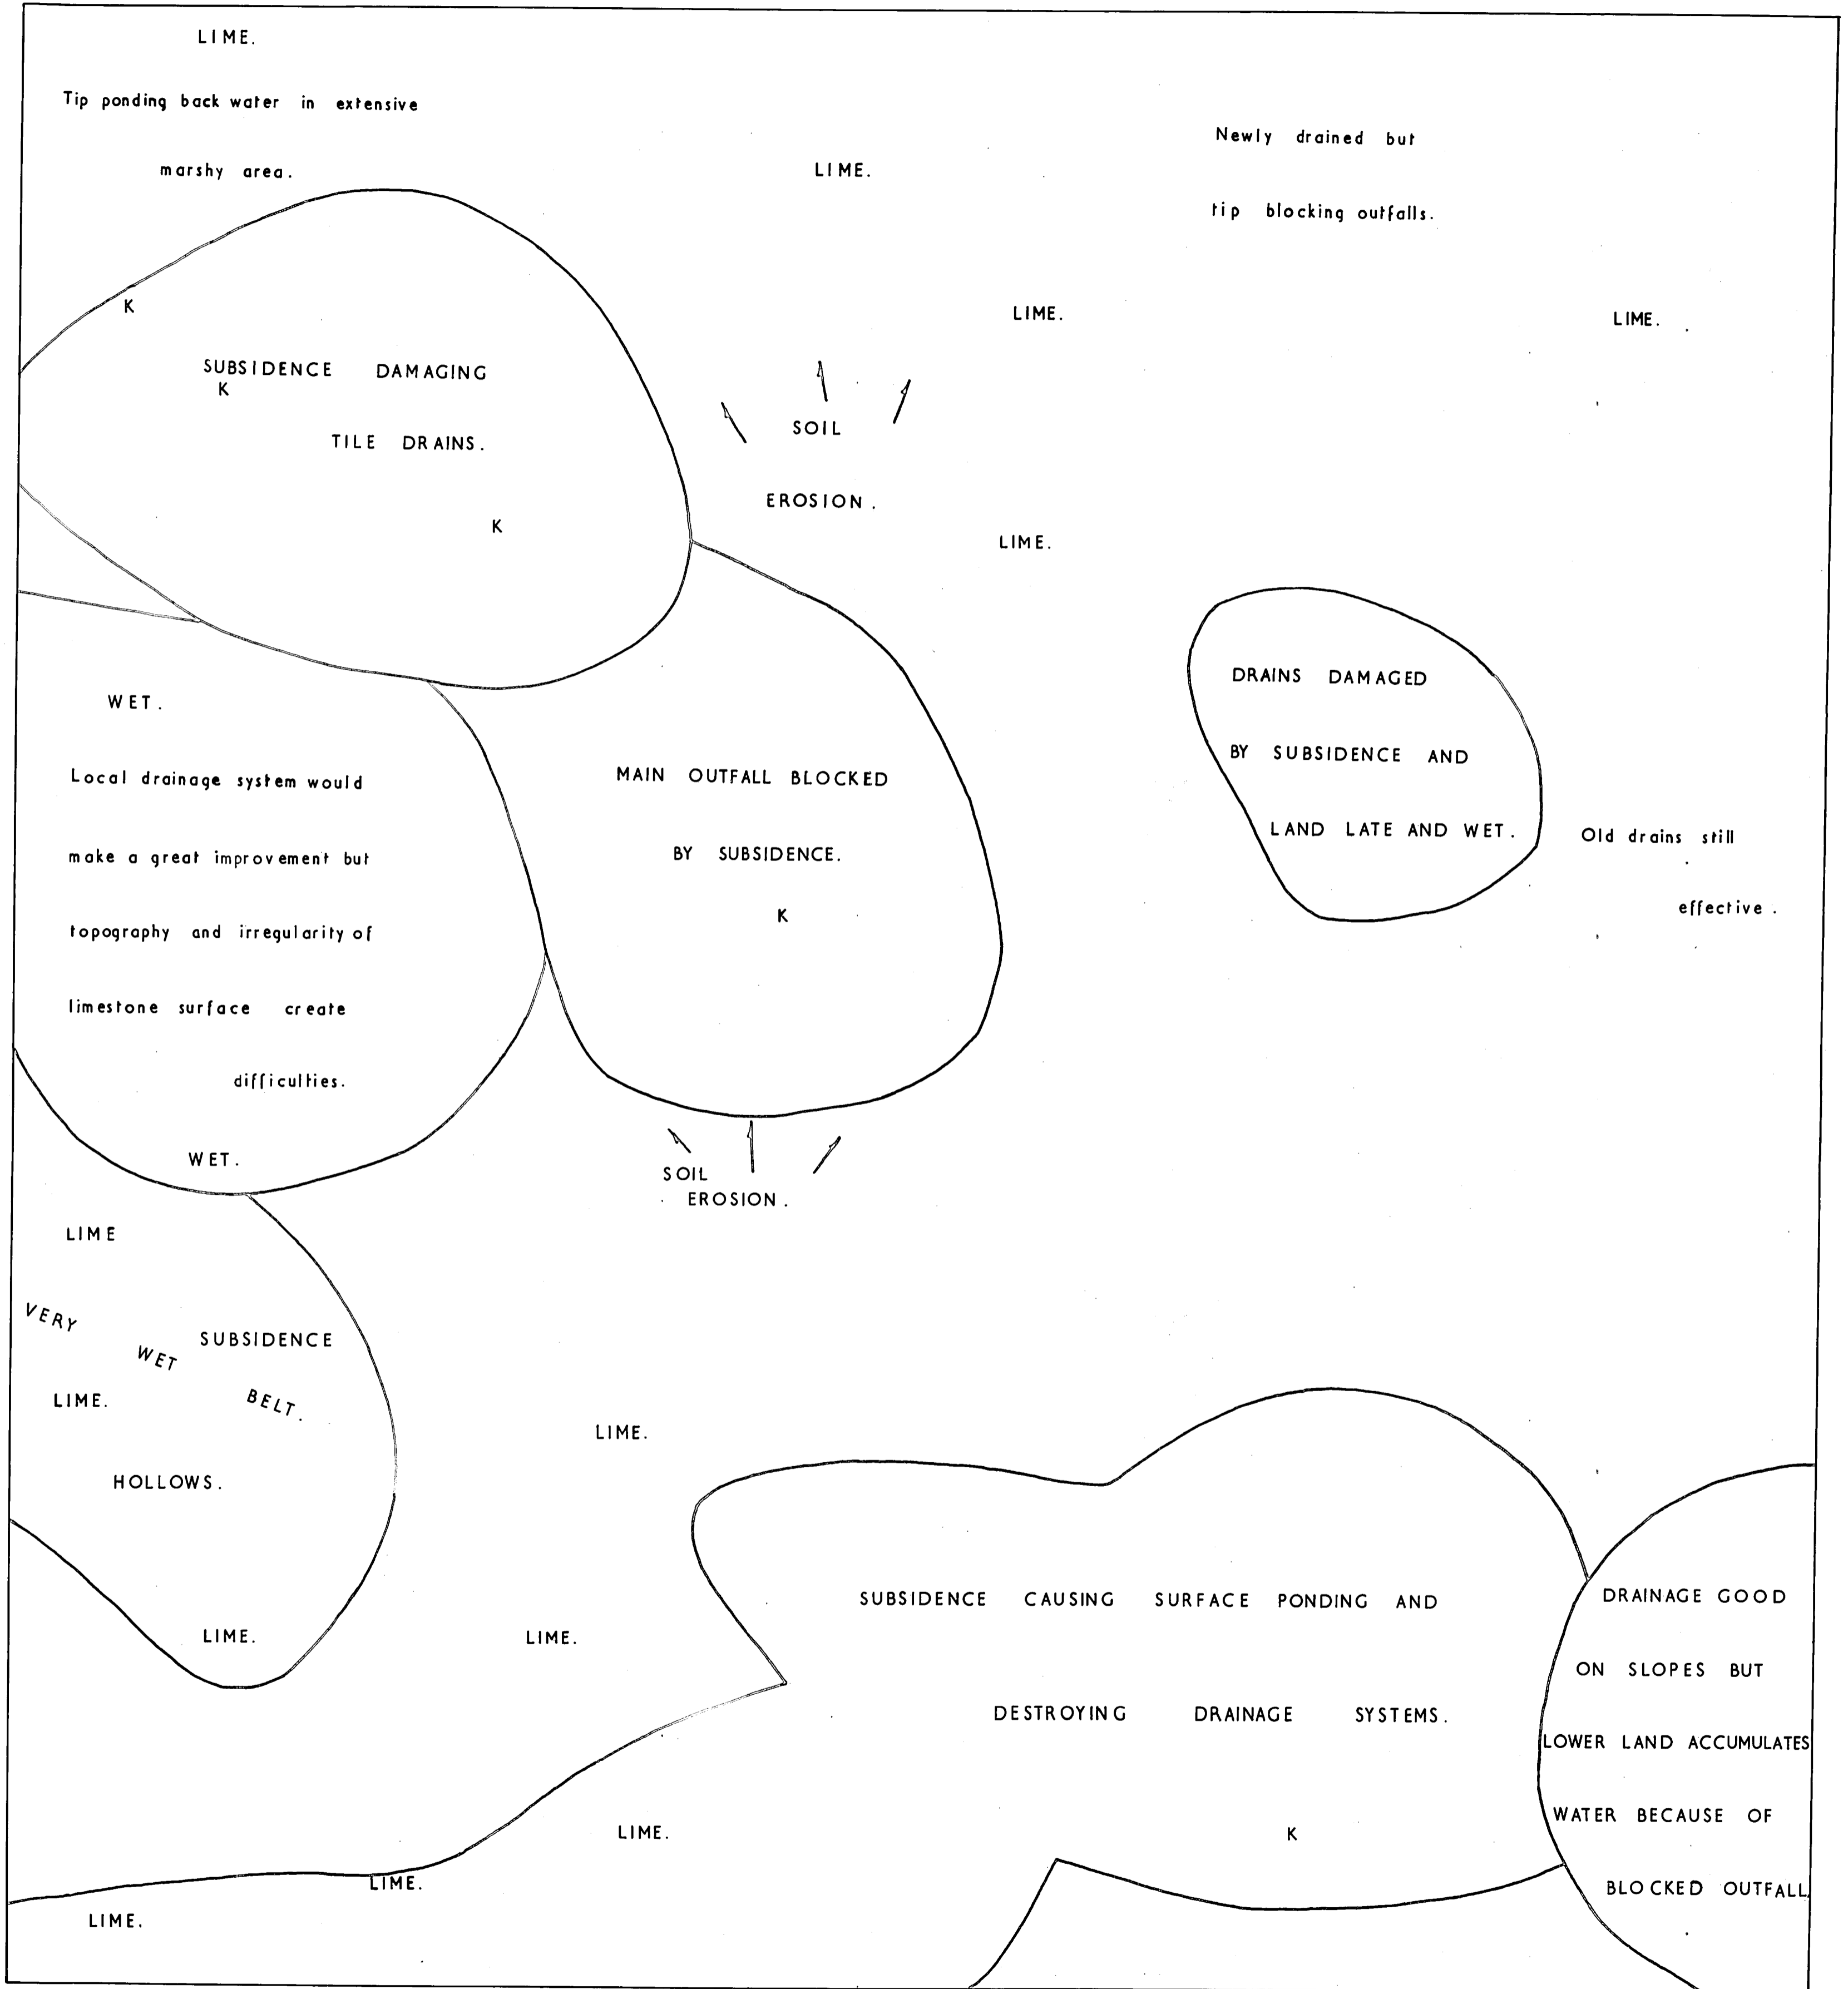 LIME.
Tip ponding back water in extensive
marshy area.
LIME.
Newly drained but
tip blocking outfalls.
LIME.
LIME.
K
SUBSIDENCE DAMAGING
K
TILE DRAINS.
K
SOIL
EROSION.
LIME.
WET.
Local drainage system would
make a great improvement but
topography and irregularity of
limestone surface create
difficulties.
WET.
MAIN OUTFALL BLOCKED
BY SUBSIDENCE.
K
DRAINS DAMAGED
BY SUBSIDENCE AND
LAND LATE AND WET.
Old drains still
effective.
SOIL
EROSION.
LIME
VERY WET BELT.
SUBSIDENCE
LIME.
HOLLOWS.
LIME.
LIME.
LIME.
SUBSIDENCE CAUSING SURFACE PONDING AND
DESTROYING DRAINAGE SYSTEMS.
K
DRAINAGE GOOD
ON SLOPES BUT
LOWER LAND ACCUMULATES
WATER BECAUSE OF
BLOCKED OUTFALL
LIME.
LIME.
LIME.